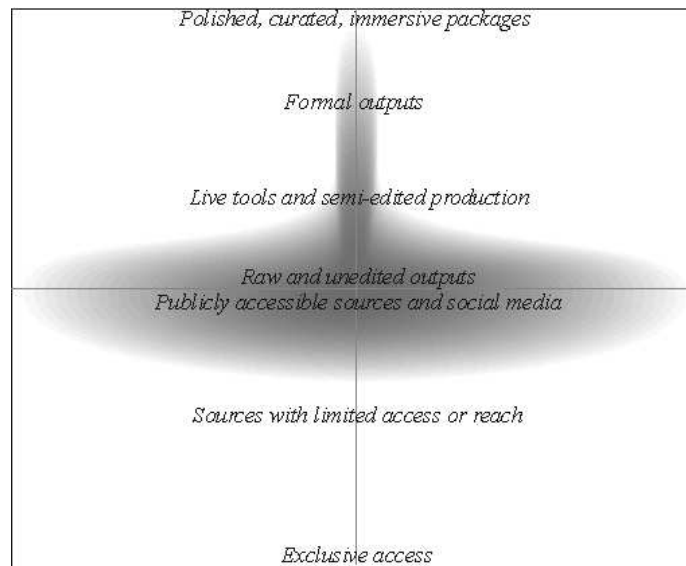 Polished, curated, immersive packages
Formal outputs
Live tools and semi-edited production
Raw and unedited outputs
Publicly accessible sources and social media
Sources with limited access or reach
Exclusive access